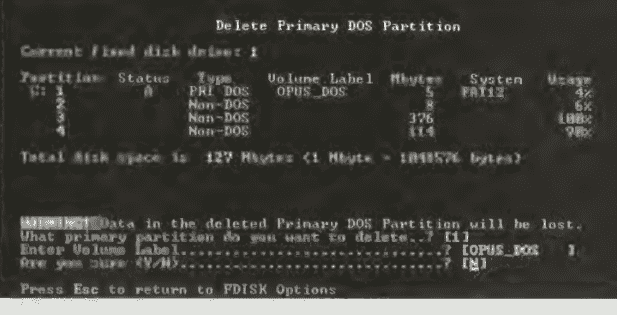 Delete Primary DOS Partition
Current fixed disk drive: 1
Partition Status Type Volume Label Mbytes System Usage
C: 1 A PRI DOS OPUS_DOS 5 FAT12 4%
2 Non-DOS 8 6%
3 Non-DOS 376 100%
4 Non-DOS 114 90%
Total disk space is 127 Mbytes (1 Mbyte = 1048576 bytes)
WARNING! Data in the deleted Primary DOS Partition will be lost.
What primary partition do you want to delete..? [1]
Enter Volume Label.............................? [OPUS_DOS ]
Are you sure (Y/N)..............................? [N]
Press Esc to return to FDISK Options